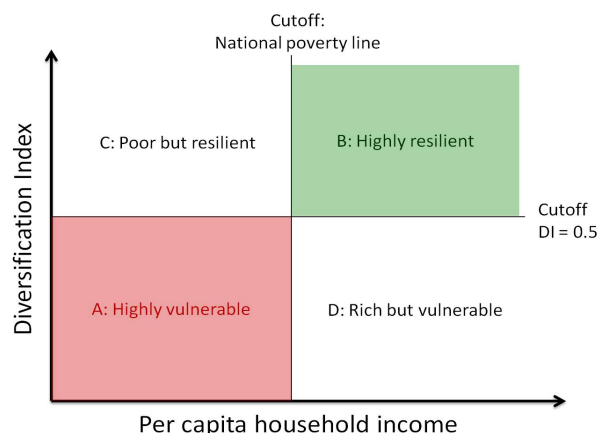 Cutoff:
National poverty line
Diversification Index
C: Poor but resilient
B: Highly resilient
Cutoff
DI = 0.5
A: Highly vulnerable
D: Rich but vulnerable
Per capita household income